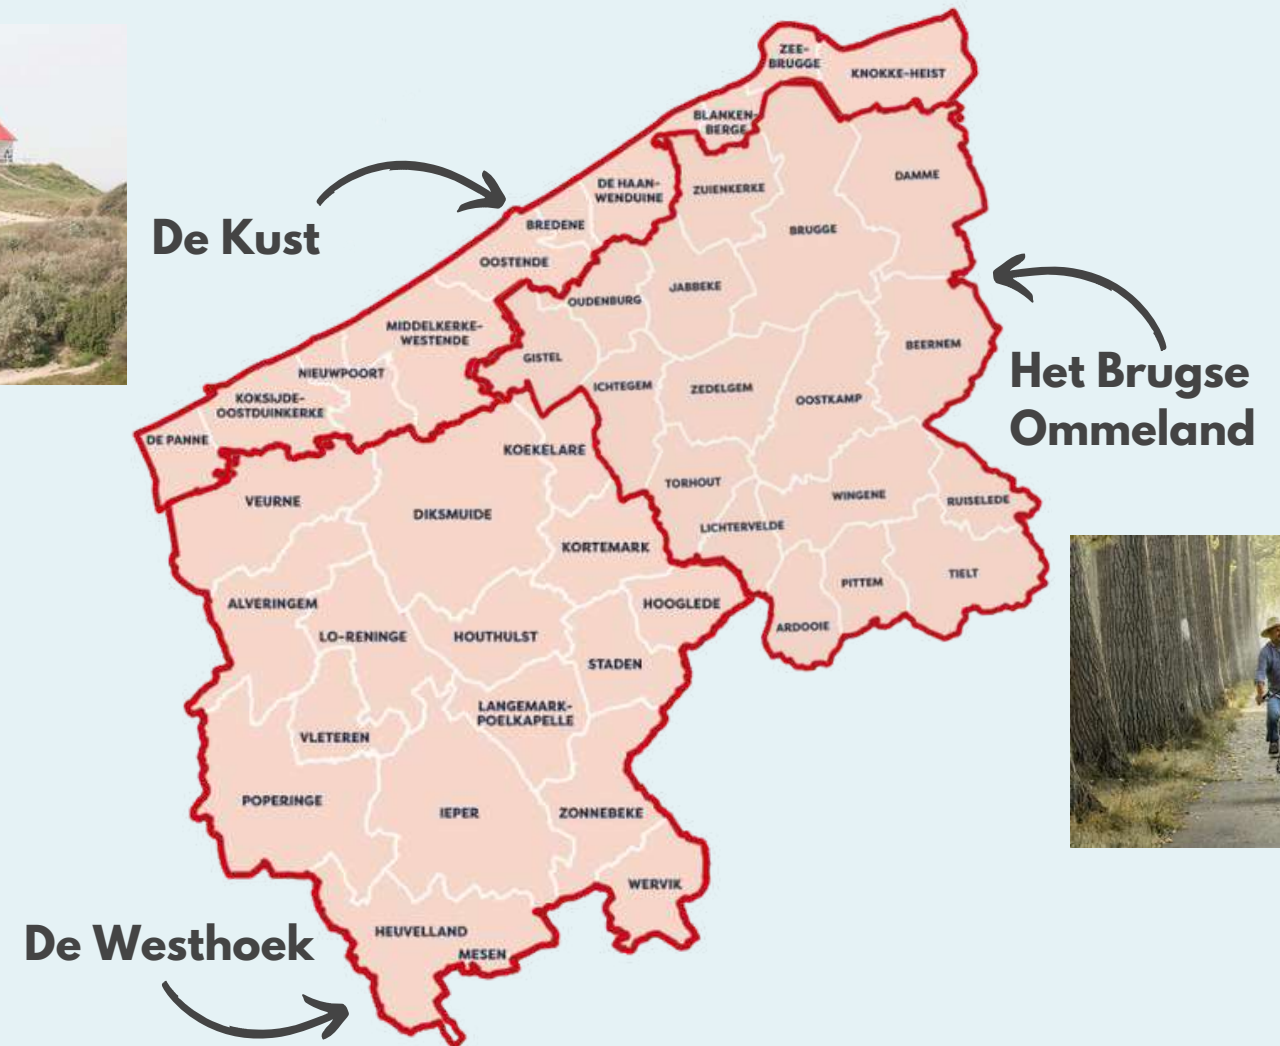 ZEE-
BRUGGE
KNOKKE-HEIST
BLANKEN-
BERGE
DE HAAN-
WENDUINE
ZUIENKERKE
DAMME
De Kust
BREDENE
BRUGGE
OOSTENDE
OUDENBURG
JABBEKE
MIDDELKERKE-
WESTENDE
GISTEL
BEERNEM
NIEUWPOORT
ICHTEGEM
ZEDELGEM
OOSTKAMP
Het Brugse
Ommeland
KOKSIJDE-
OOSTDUINKERKE
DE PANNE
KOEKELARE
VEURNE
DIKSMUIDE
TORHOUT
WINGENE
RUISELEDE
LICHTERVELDE
KORTEMARK
PITTEM
TIELT
ALVERINGEM
HOOGLEDE
LO-RENINGE
HOUTHULST
ARDOOIE
STADEN
LANGEMARK-
POELKAPELLE
VLETEREN
POPERINGE
IEPER
ZONNEBEKE
WERVIK
De Westhoek
HEUVELLAND
MESEN